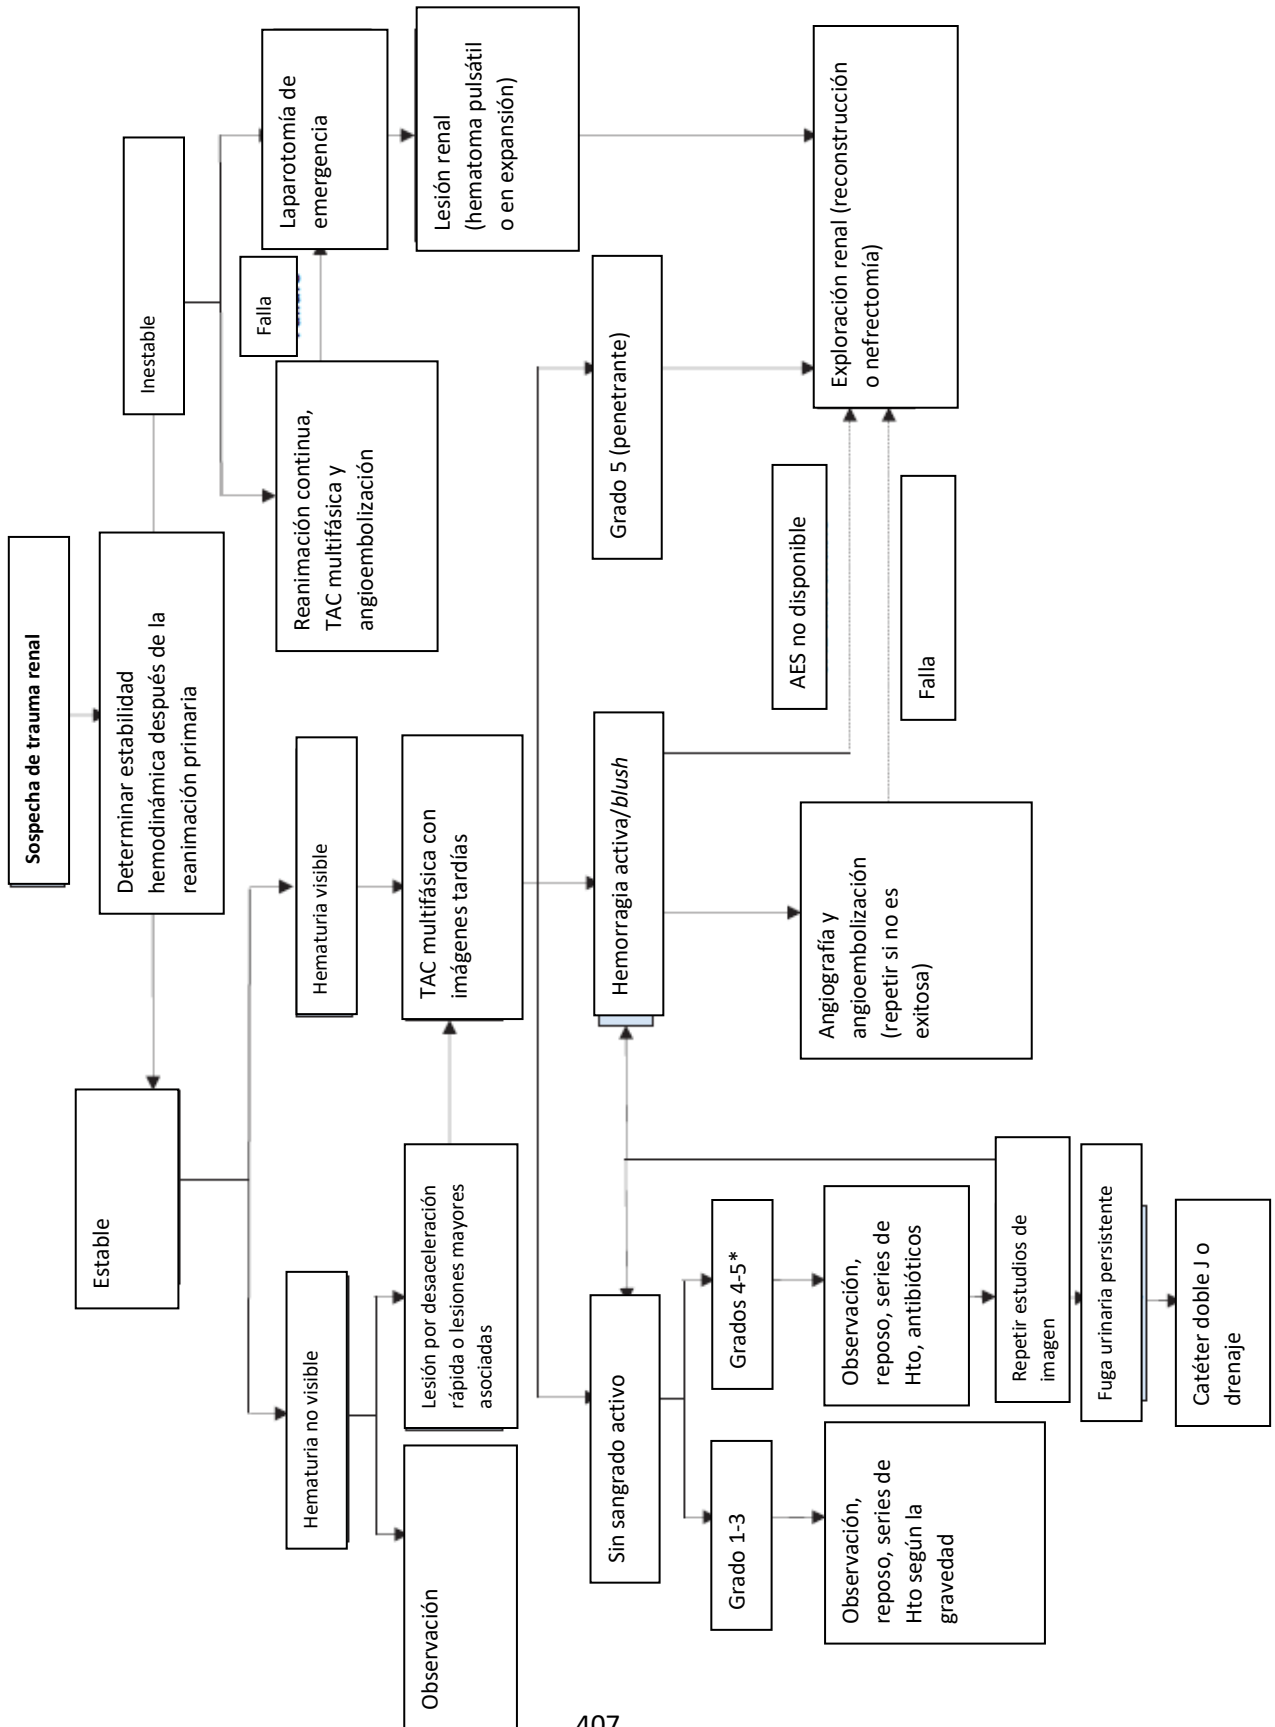 Sospecha de trauma renal
Determinar estabilidad
hemodinámica después de la
reanimación primaria
Estable
Inestable
Hematuria no visible
Hematuria visible
Reanimación continua,
TAC multifásica y
angioembolización
Falla
Laparotomía de
emergencia
Observación
Lesión por desaceleración
rápida o lesiones mayores
asociadas
TAC multifásica con
imágenes tardías
Lesión renal
(hematoma pulsátil
o en expansión)
Sin sangrado activo
Hemorragia activa/blush
Grado 5 (penetrante)
Grado 1-3
Grados 4-5*
AES no disponible
Observación,
reposo, series de
Hto según la
gravedad
Observación,
reposo, series de
Hto, antibióticos
Angiografía y
angioembolización
(repetir si no es
exitosa)
Falla
Exploración renal (reconstrucción
o nefrectomía)
Repetir estudios de
imagen
Fuga urinaria persistente
Catéter doble J o
drenaje
407